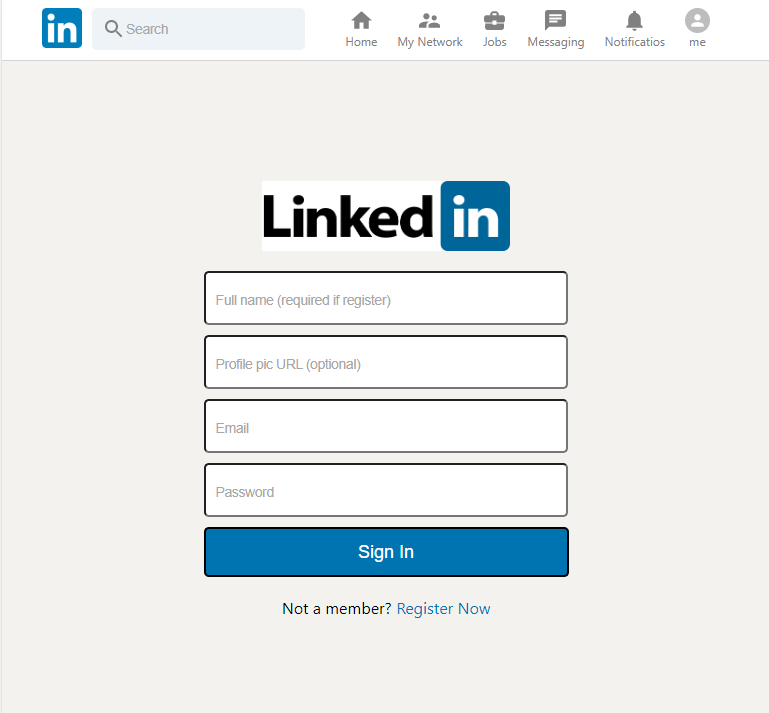 in Search
Home My Network Jobs Messaging Notificatios me
Linked in
Full name (required if register)
Profile pic URL (optional)
Email
Password
Sign In
Not a member? Register Now